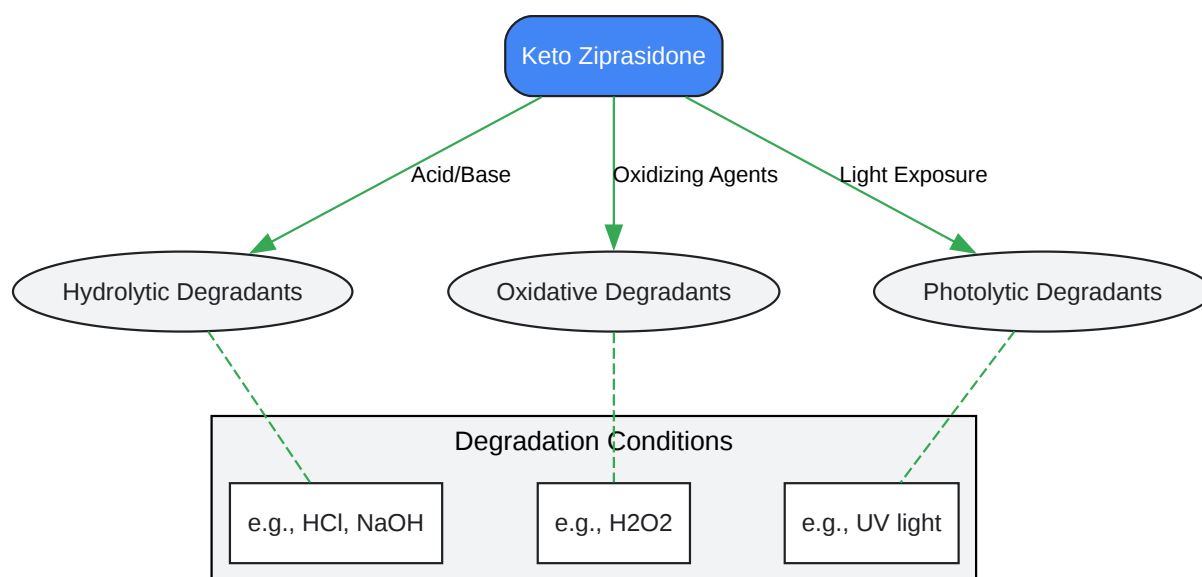 Keto Ziprasidone
Acid/Base
Oxidizing Agents
Light Exposure
Hydrolytic Degradants
Oxidative Degradants
Photolytic Degradants
Degradation Conditions
e.g., HCl, NaOH
e.g., H2O2
e.g., UV light